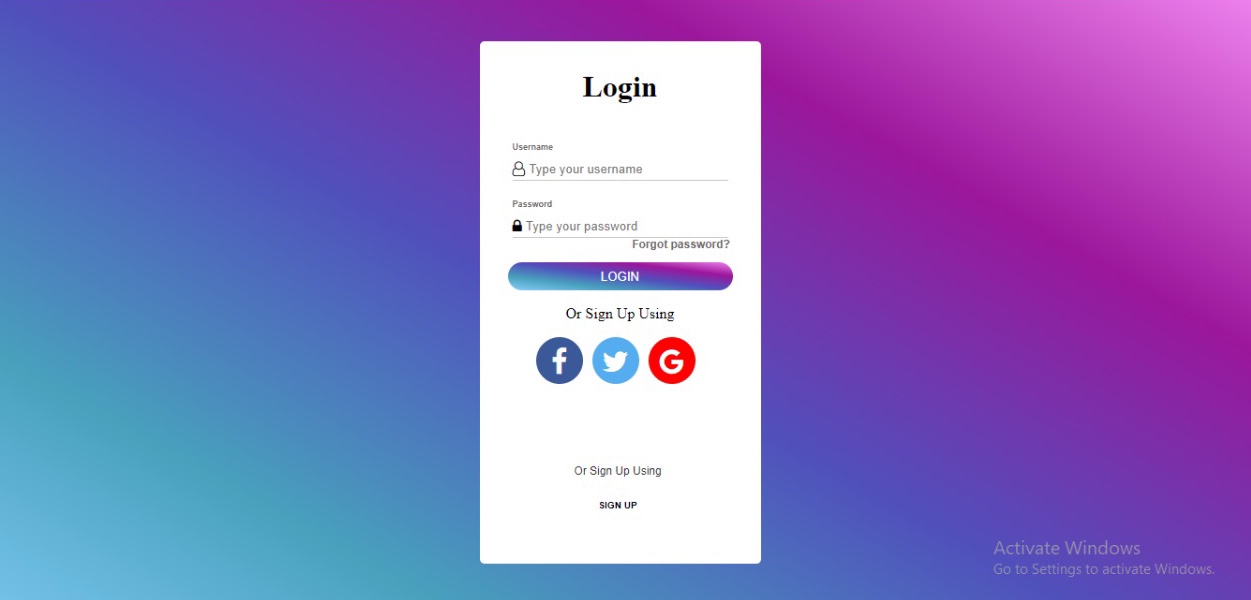 Login
Username
Type your username
Password
Type your password
Forgot password?
LOGIN
Or Sign Up Using
Or Sign Up Using
SIGN UP
Activate Windows
Go to Settings to activate Windows.